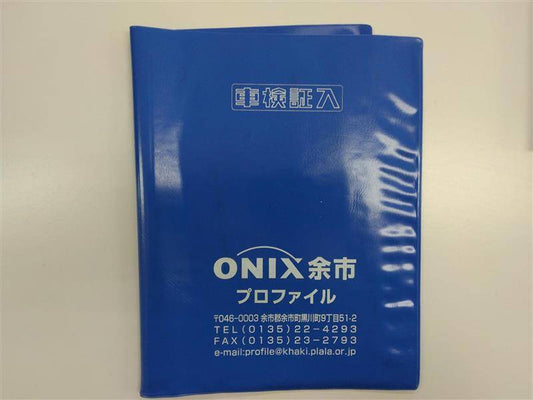 車検証入
ONIX余市
プロファイル
〒046-0003 余市郡余市町黒川町9丁目51-2
TEL(0135)22-4293
FAX(0135)23-2793
e-mail:profile@khaki.plala.or.jp